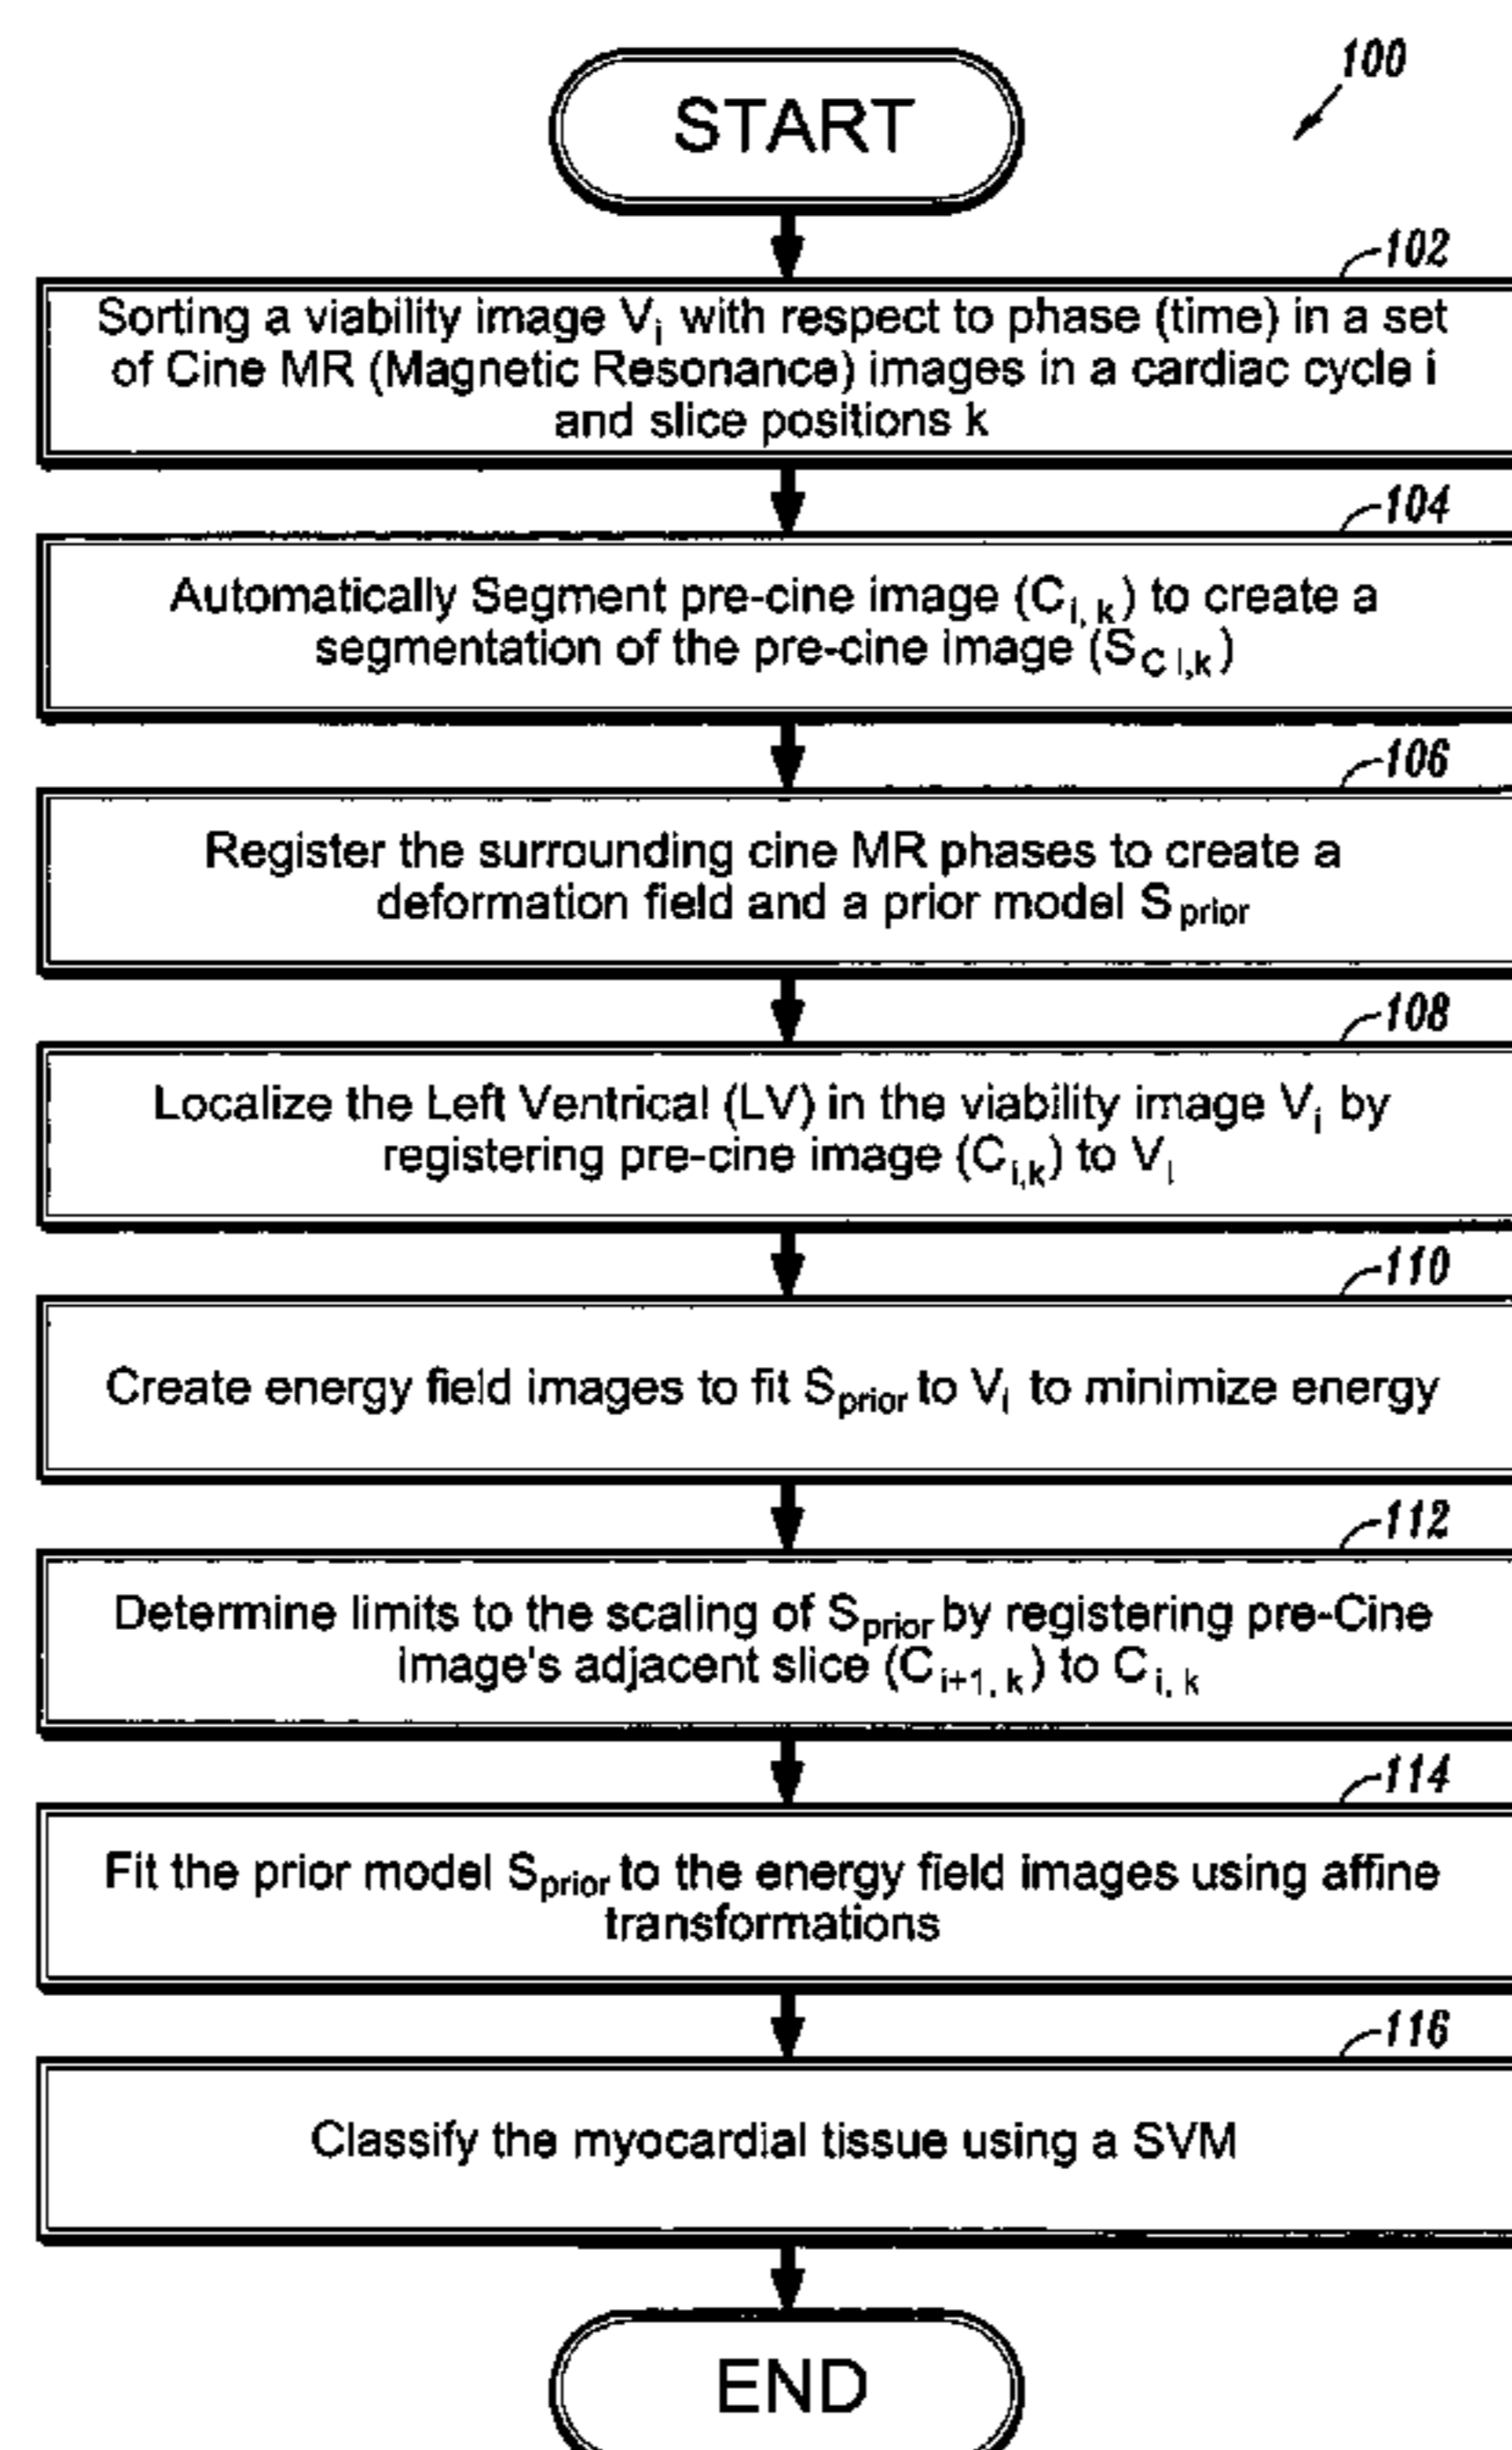 100
START
102
Sorting a viability image Vi with respect to phase (time) in a set
of Cine MR (Magnetic Resonance) images in a cardiac cycle i
and slice positions k
104
Automatically Segment pre-cine image (Ci, k) to create a
segmentation of the pre-cine image (SC I,k)
106
Register the surrounding cine MR phases to create a
deformation field and a prior model Sprior
108
Localize the Left Ventrical (LV) in the viability image Vi by
registering pre-cine image (Ci,k) to Vi
110
Create energy field images to fit Sprior to Vi to minimize energy
112
Determine limits to the scaling of Sprior by registering pre-Cine
image's adjacent slice (Ci+1, k) to Ci, k
114
Fit the prior model Sprior to the energy field images using affine
transformations
116
Classify the myocardial tissue using a SVM
END